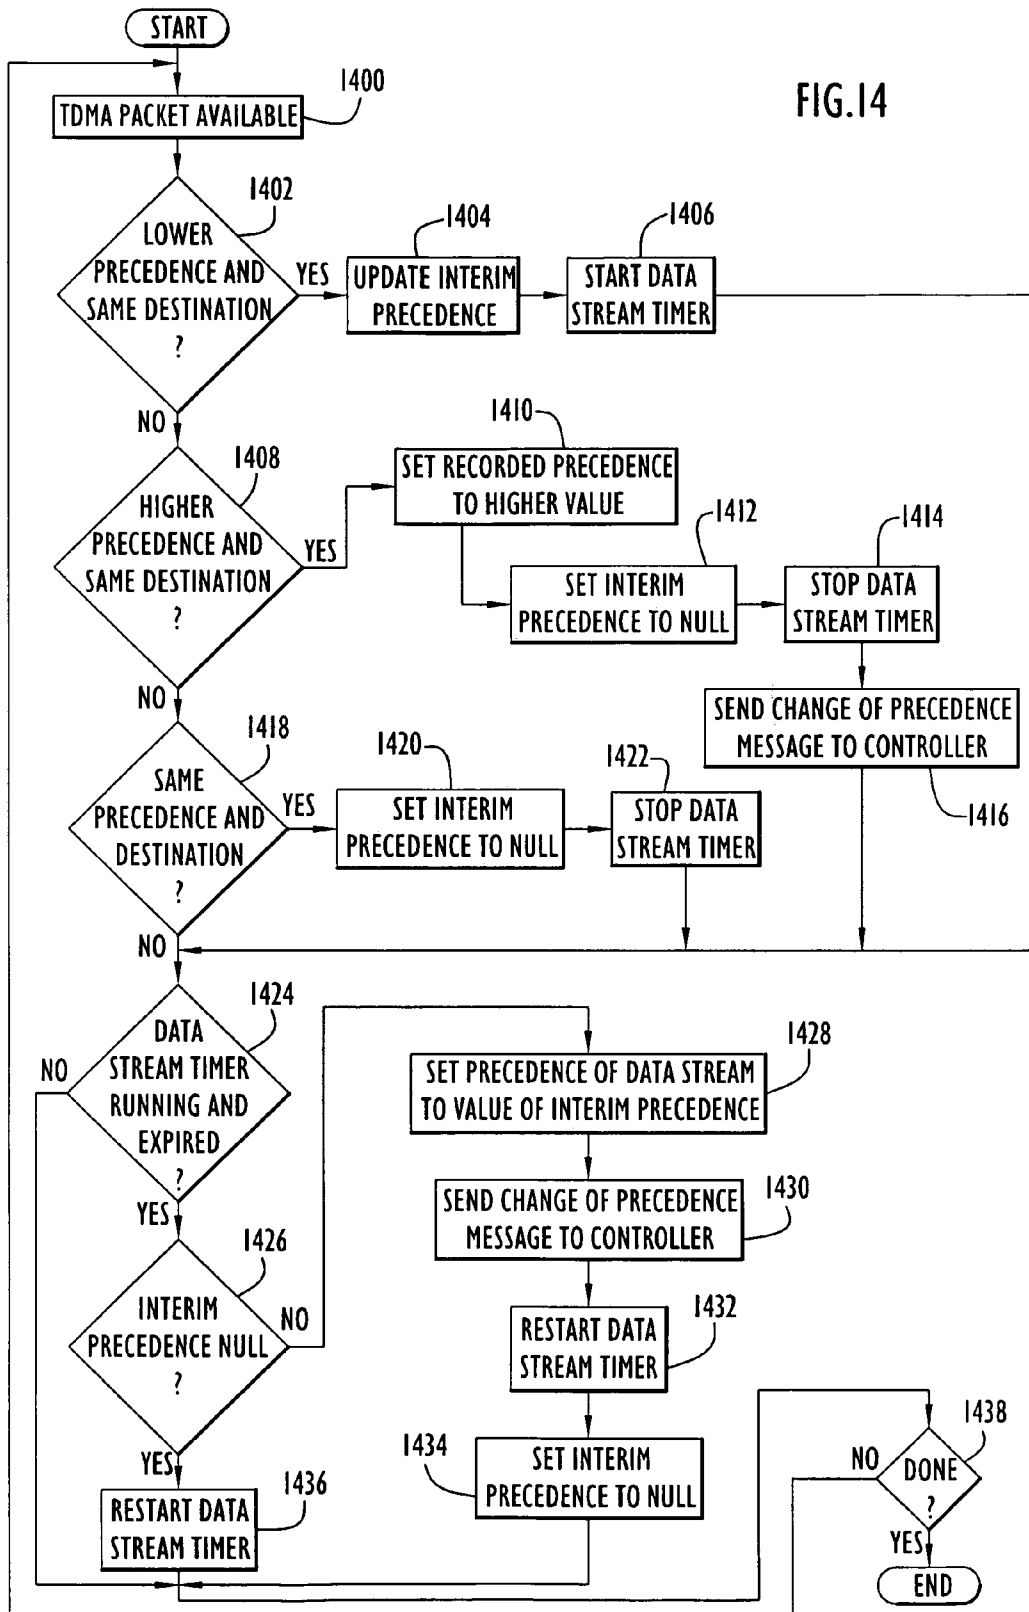 START
1400
FIG.14
TDMA PACKET AVAILABLE
1402
LOWER
PRECEDENCE AND
SAME DESTINATION
?
YES
NO
1404
UPDATE INTERIM
PRECEDENCE
1406
START DATA
STREAM TIMER
1408
HIGHER
PRECEDENCE AND
SAME DESTINATION
?
YES
NO
1410
SET RECORDED PRECEDENCE
TO HIGHER VALUE
1412
SET INTERIM
PRECEDENCE TO NULL
1414
STOP DATA
STREAM TIMER
SEND CHANGE OF PRECEDENCE
MESSAGE TO CONTROLLER
1416
1418
SAME
PRECEDENCE AND
DESTINATION
?
YES
NO
1420
SET INTERIM
PRECEDENCE TO NULL
1422
STOP DATA
STREAM TIMER
1424
DATA
STREAM TIMER
RUNNING AND
EXPIRED
?
NO
YES
1426
INTERIM
PRECEDENCE NULL
?
NO
YES
1428
SET PRECEDENCE OF DATA STREAM
TO VALUE OF INTERIM PRECEDENCE
1430
SEND CHANGE OF PRECEDENCE
MESSAGE TO CONTROLLER
1432
RESTART DATA
STREAM TIMER
1434
SET INTERIM
PRECEDENCE TO NULL
1436
RESTART DATA
STREAM TIMER
1438
DONE
?
NO
YES
END